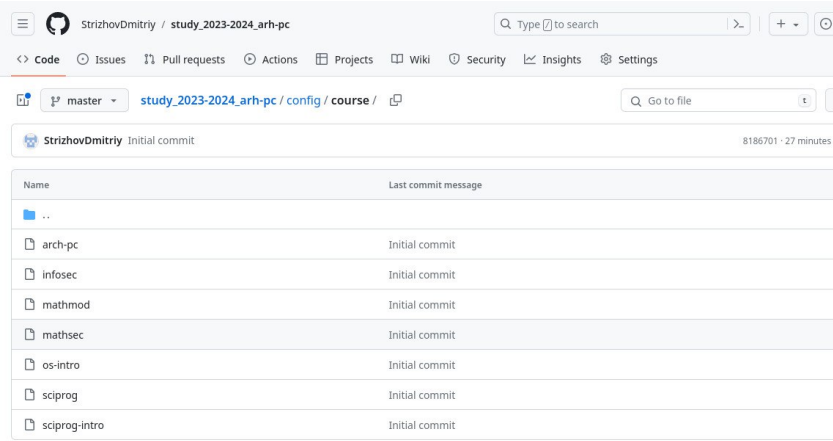 StrizhovDmitriy / study_2023-2024_arh-pc Type / to search >_ +
<> Code Issues Pull requests Actions Projects Wiki Security Insights Settings
master study_2023-2024_arh-pc / config / course / Go to file t
StrizhovDmitriy Initial commit 8186701 · 27 minutes
Name Last commit message
..
arch-pc Initial commit
infosec Initial commit
mathmod Initial commit
mathsec Initial commit
os-intro Initial commit
sciprog Initial commit
sciprog-intro Initial commit